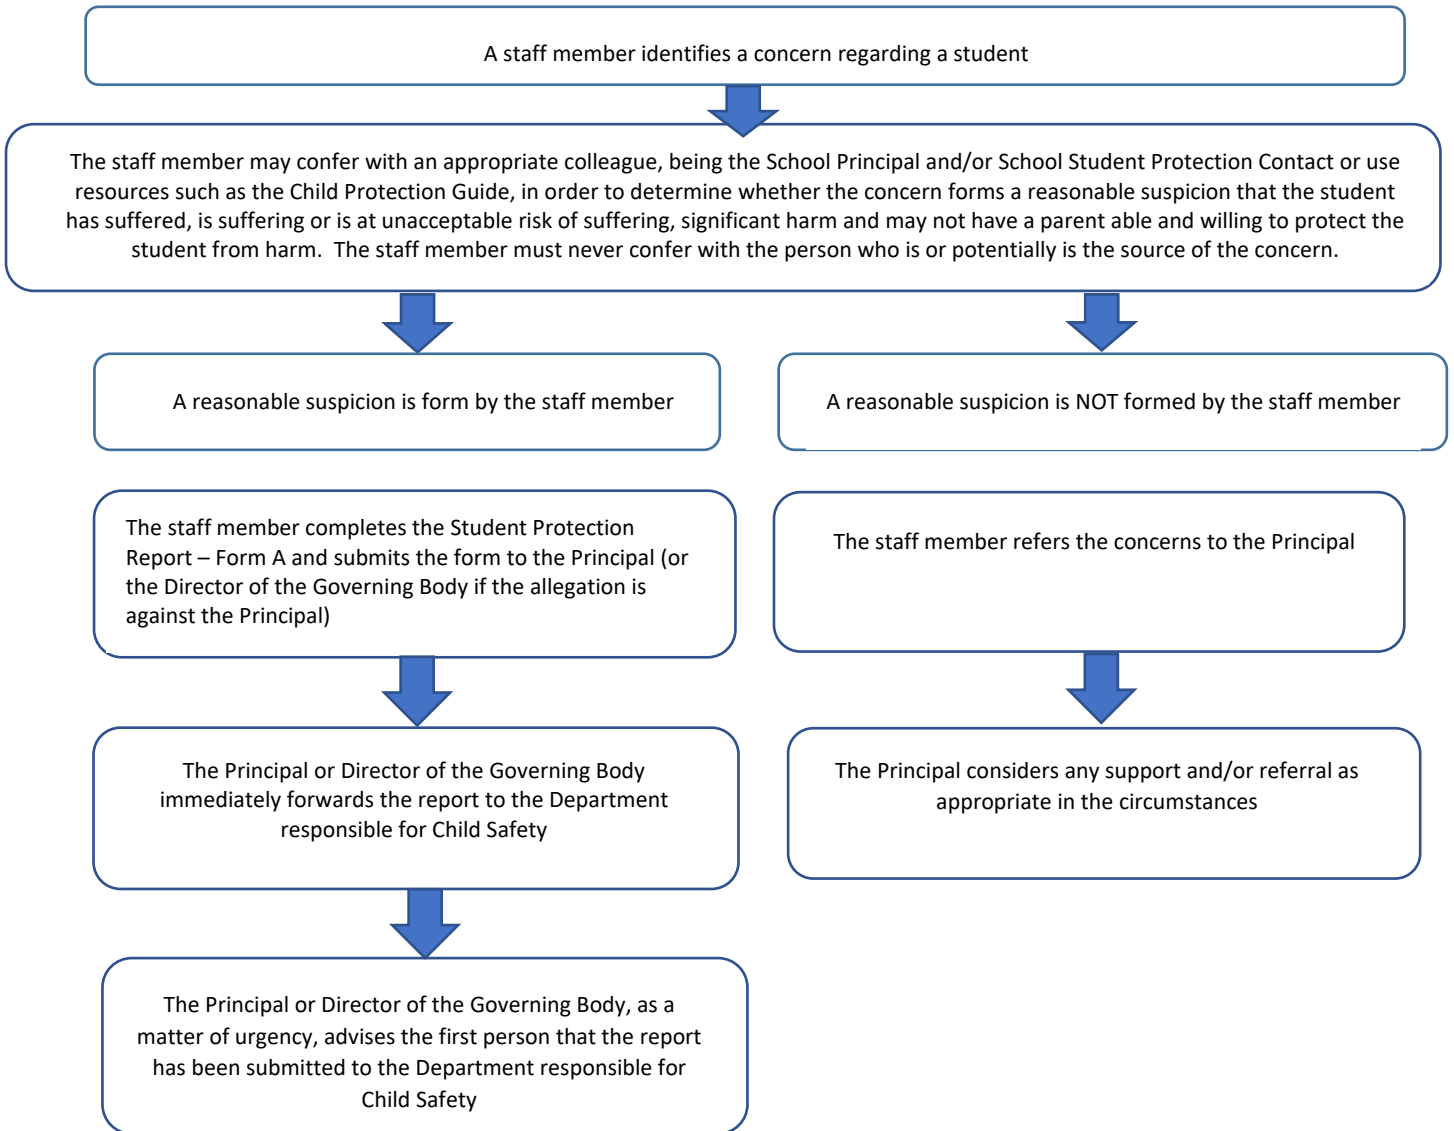 A staff member identifies a concern regarding a student
The staff member may confer with an appropriate colleague, being the School Principal and/or School Student Protection Contact or use
resources such as the Child Protection Guide, in order to determine whether the concern forms a reasonable suspicion that the student
has suffered, is suffering or is at unacceptable risk of suffering, significant harm and may not have a parent able and willing to protect the
student from harm.  The staff member must never confer with the person who is or potentially is the source of the concern.
A reasonable suspicion is form by the staff member
A reasonable suspicion is NOT formed by the staff member
The staff member completes the Student Protection
Report – Form A and submits the form to the Principal (or
the Director of the Governing Body if the allegation is
against the Principal)
The staff member refers the concerns to the Principal
The Principal or Director of the Governing Body
immediately forwards the report to the Department
responsible for Child Safety
The Principal considers any support and/or referral as
appropriate in the circumstances
The Principal or Director of the Governing Body, as a
matter of urgency, advises the first person that the report
has been submitted to the Department responsible for
Child Safety